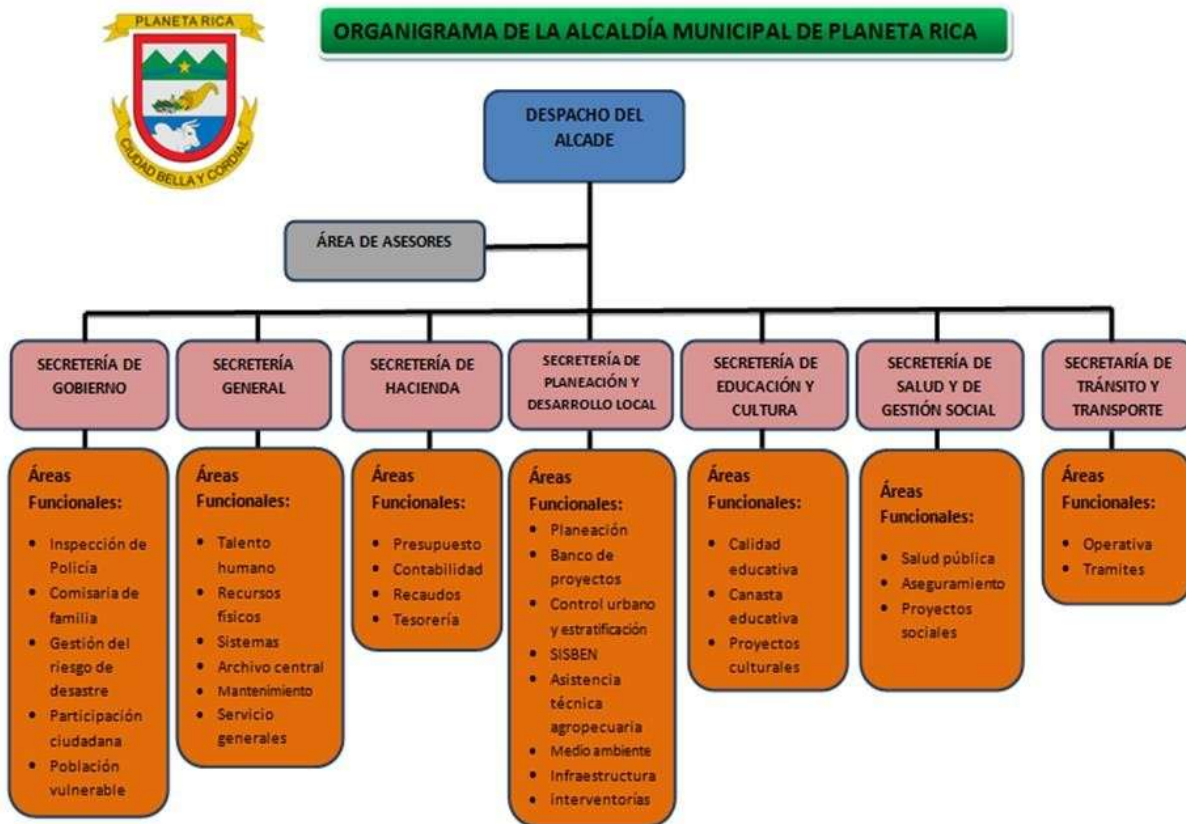 PLANETA RICA
CIUDAD BELLA Y CORDIAL
ORGANIGRAMA DE LA ALCALDÍA MUNICIPAL DE PLANETA RICA
DESPACHO DEL
ALCADE
ÁREA DE ASESORES
SECRETERÍA DE
GOBIERNO
SECRETERÍA
GENERAL
SECRETERÍA DE
HACIENDA
SECRETERÍA DE
PLANEACIÓN Y
DESARROLLO LOCAL
SECRETERÍA DE
EDUCACIÓN Y
CULTURA
SECRETERÍA DE
SALUD Y DE
GESTIÓN SOCIAL
SECRETARÍA DE
TRÁNSITO Y
TRANSPORTE
Áreas
Funcionales:
• Inspección de
Policía
• Comisaria de
familia
• Gestión del
riesgo de
desastre
• Participación
ciudadana
• Población
vulnerable
Áreas
Funcionales:
• Talento
humano
• Recursos
físicos
• Sistemas
• Archivo central
• Mantenimiento
• Servicio
generales
Áreas
Funcionales:
• Presupuesto
• Contabilidad
• Recaudos
• Tesorería
Áreas
Funcionales:
• Planeación
• Banco de
proyectos
• Control urbano
y estratificación
• SISBEN
• Asistencia
técnica
agropecuaria
• Medio ambiente
• Infraestructura
• interventorías
Áreas
Funcionales:
• Calidad
educativa
• Canasta
educativa
• Proyectos
culturales
Áreas
Funcionales:
• Salud pública
• Aseguramiento
• Proyectos
sociales
Áreas
Funcionales:
• Operativa
• Tramites